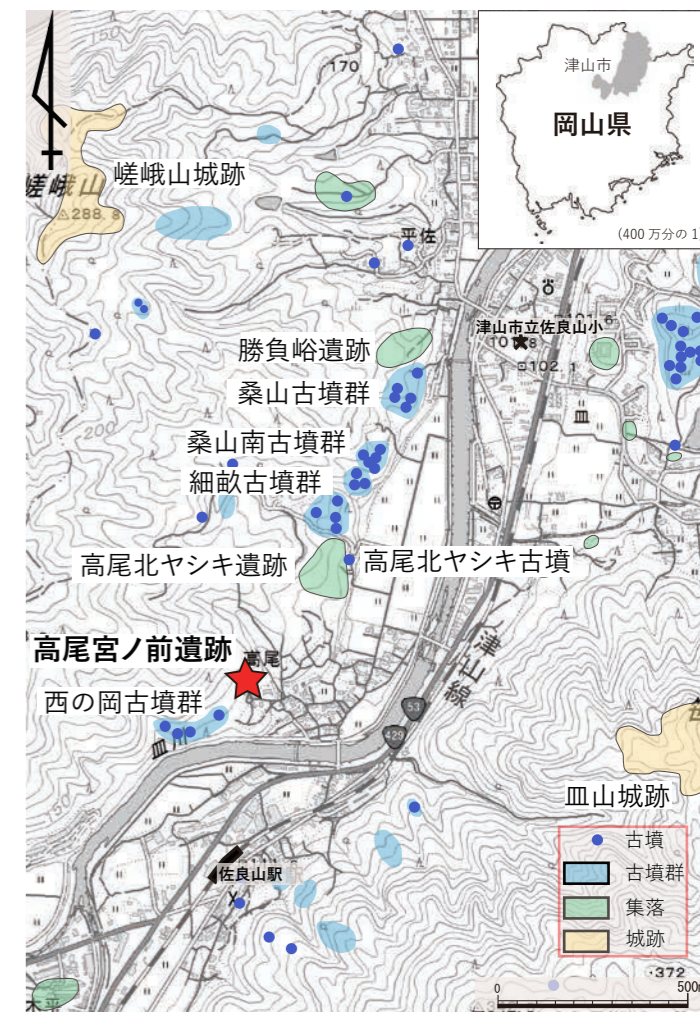 170
津山市
岡山県
(400 万分の 1)
嵯峨山城跡
嵯峨山
288.8
平佐
津山市立佐良山小
101.8
102.1
勝負峪遺跡
桑山古墳群
200
桑山南古墳群
細畝古墳群
高尾北ヤシキ遺跡
高尾北ヤシキ古墳
高尾宮ノ前遺跡
高尾
津山線
西の岡古墳群
皿川
53
429
150
皿山城跡
佐良山駅
古墳
古墳群
集落
城跡
372
0
500m